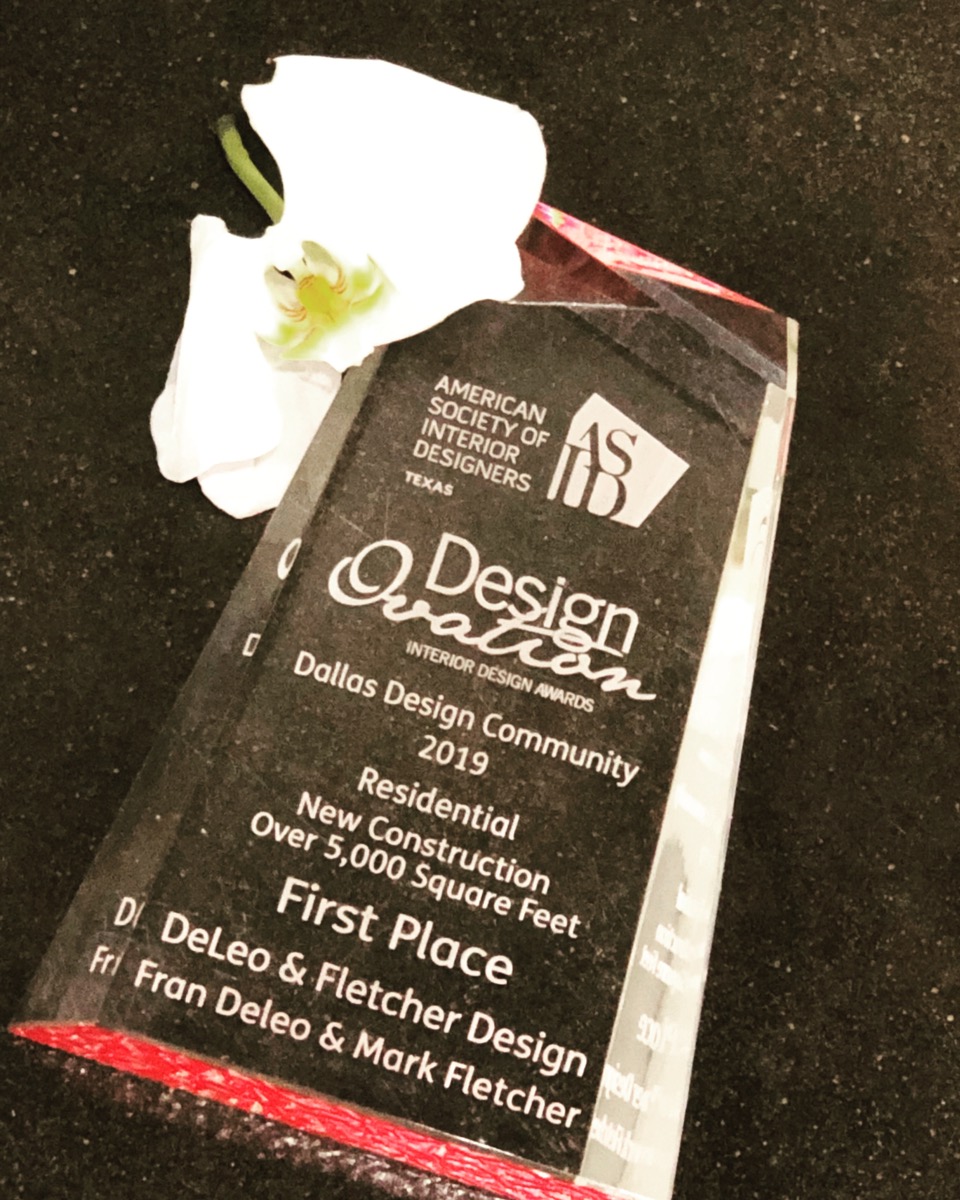 AMERICAN
SOCIETY OF
INTERIOR
DESIGNERS
TEXAS
ASID
Design
Ovation
INTERIOR DESIGN AWARDS
Dallas Design Community
2019
Residential
New Construction
Over 5,000 Square Feet
First Place
DeLeo & Fletcher Design
Fran Deleo & Mark Fletcher